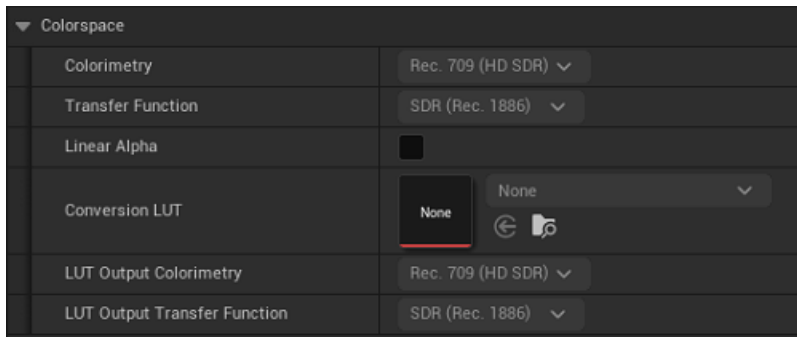 Colorspace
Colorimetry Rec. 709 (HD SDR)
Transfer Function SDR (Rec. 1886)
Linear Alpha
Conversion LUT None None
LUT Output Colorimetry Rec. 709 (HD SDR)
LUT Output Transfer Function SDR (Rec. 1886)